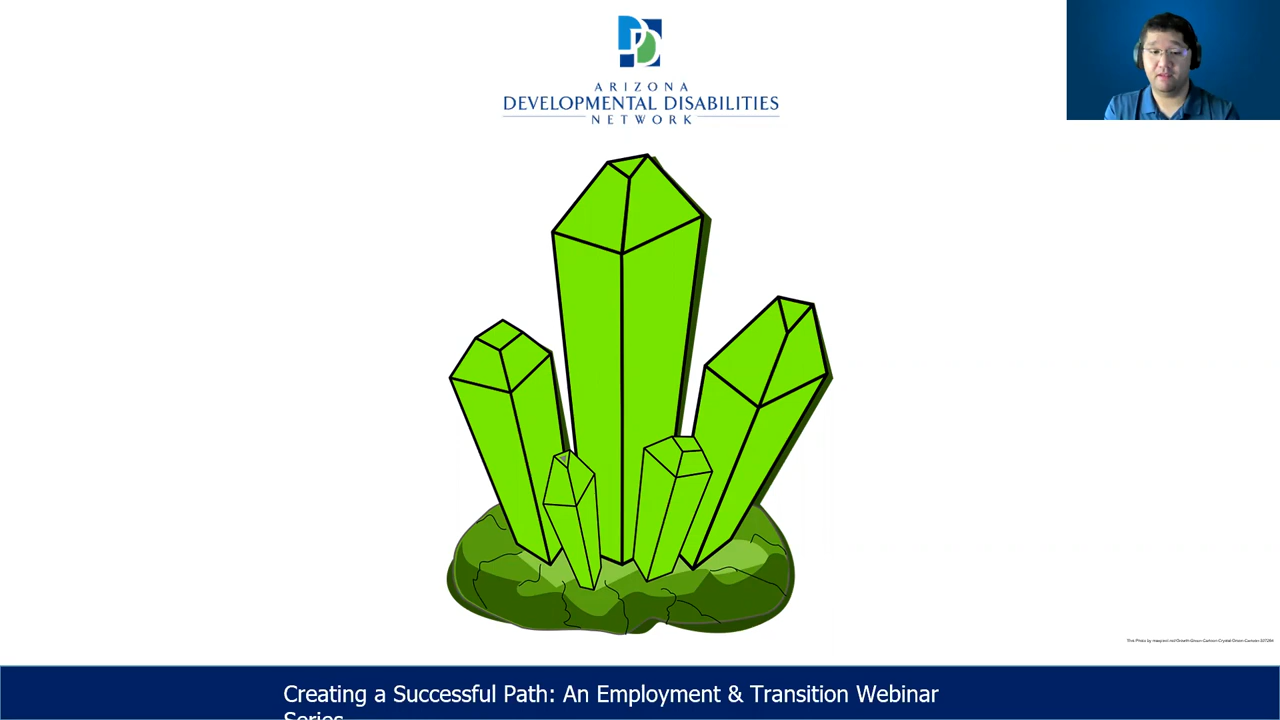 ARIZONA
DEVELOPMENTAL DISABILITIES
NETWORK
Creating a Successful Path: An Employment & Transition Webinar
Series